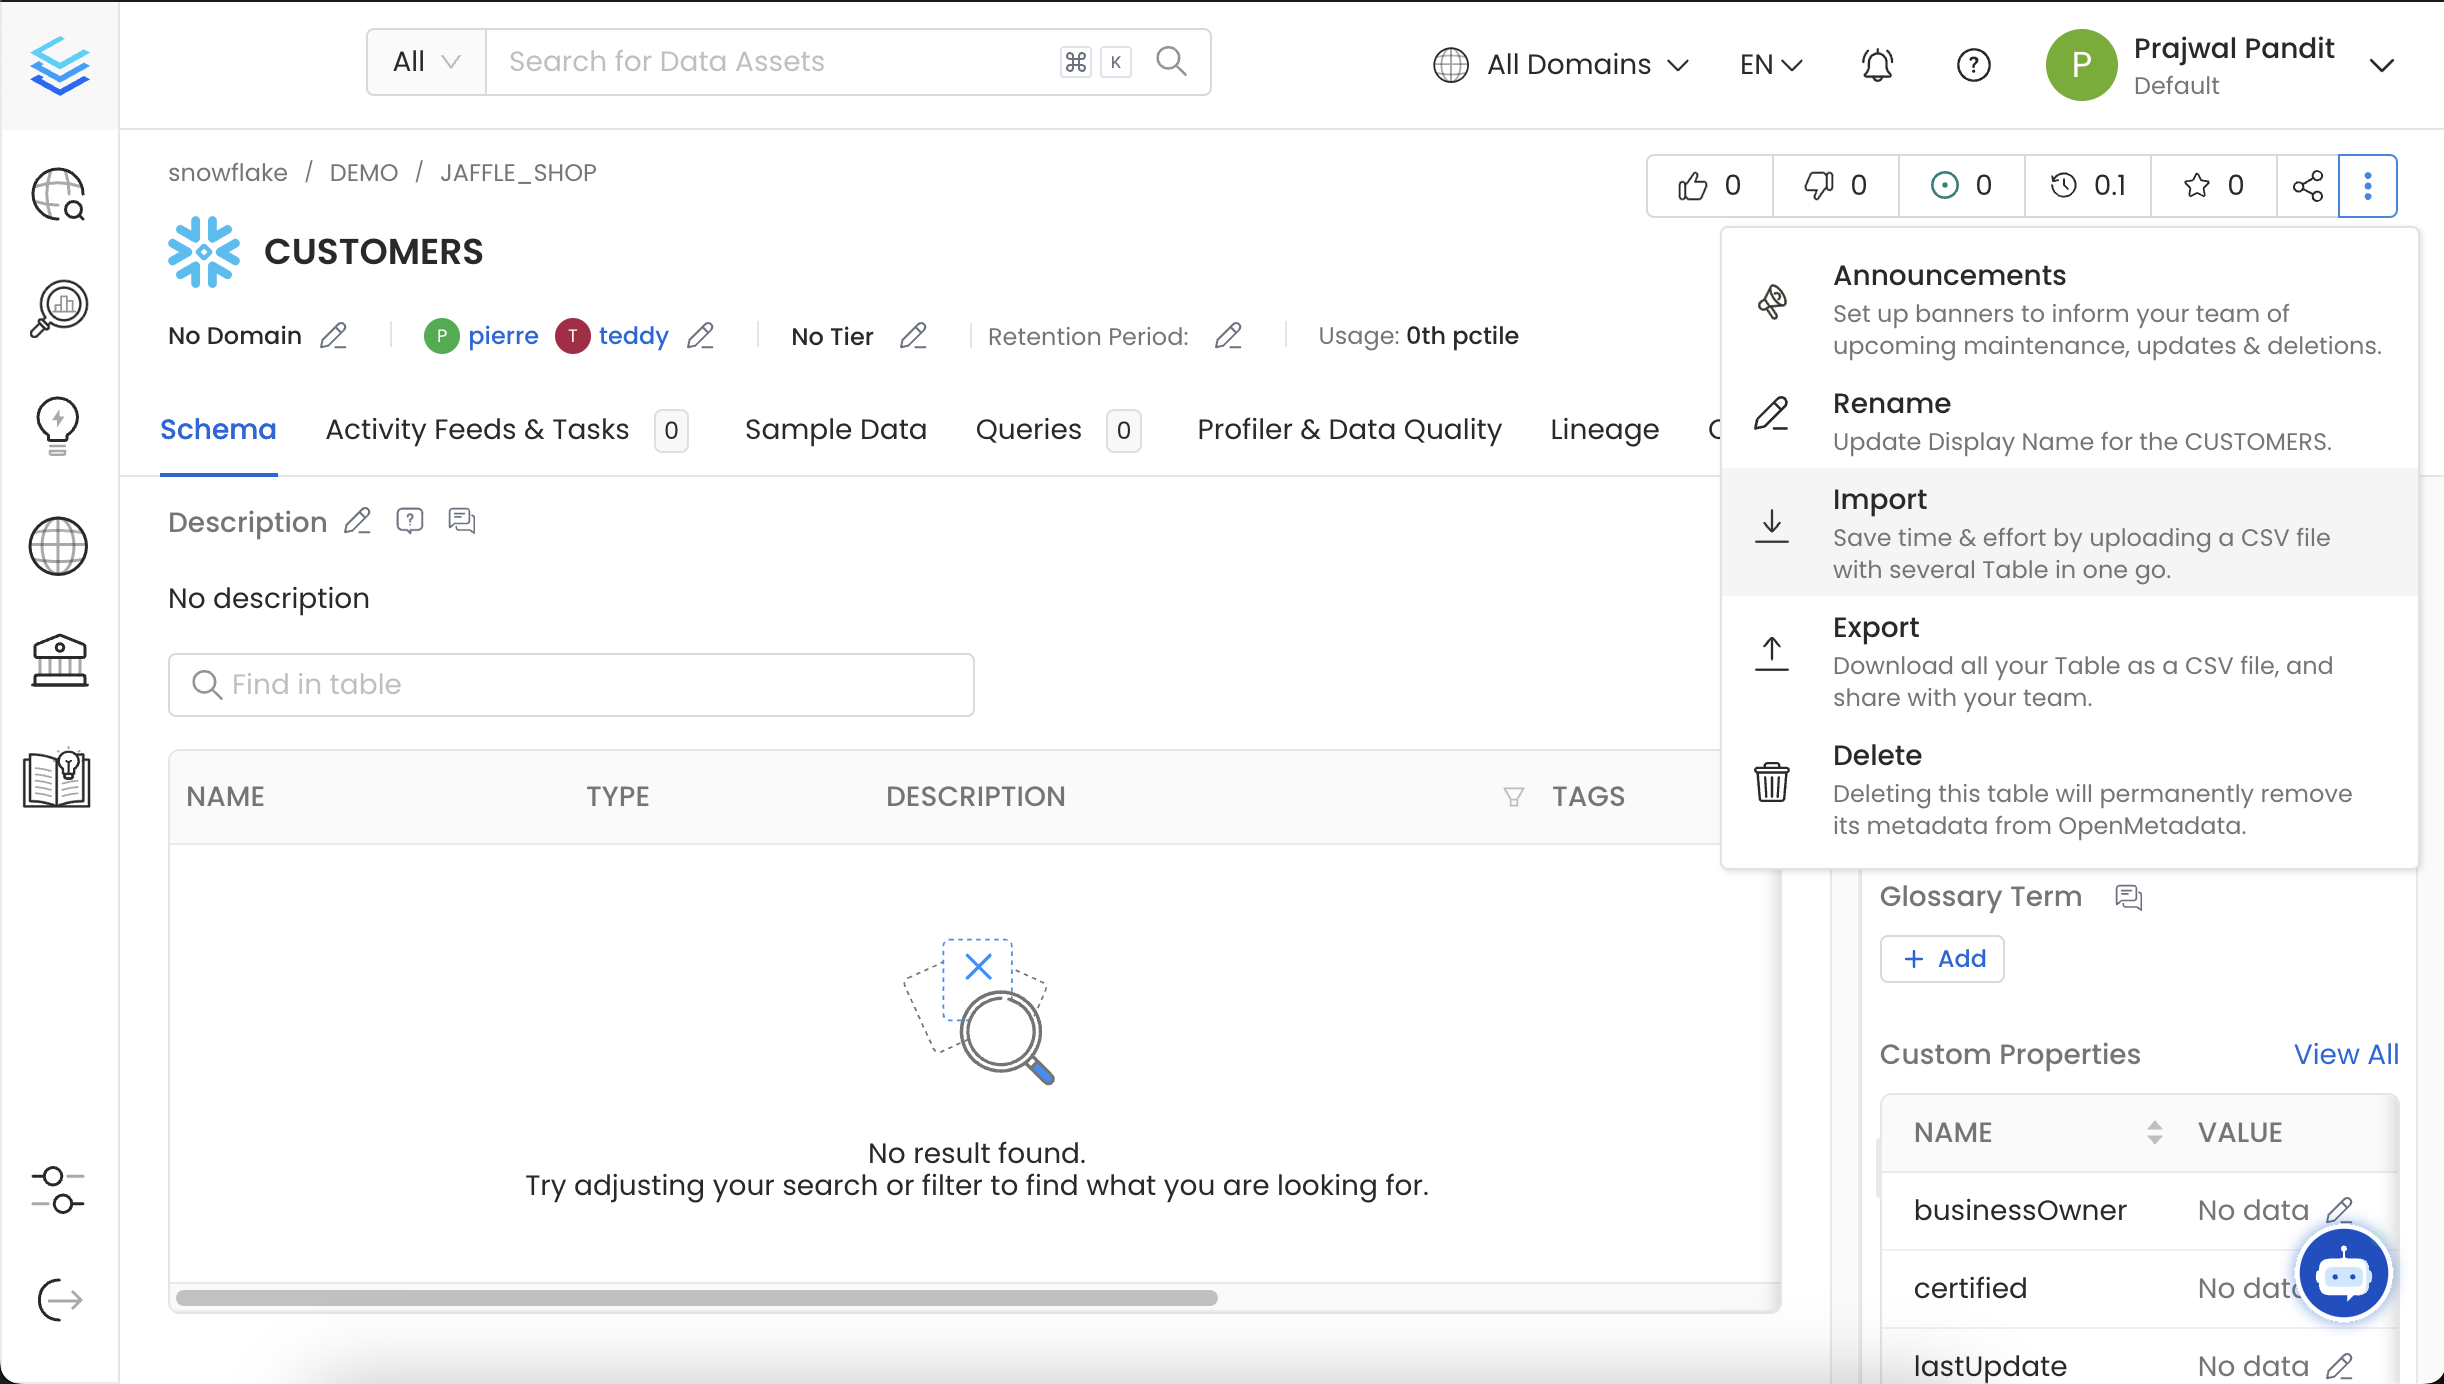 All
Search for Data Assets
⌘ K
All Domains
EN
P
Prajwal Pandit
Default
snowflake / DEMO / JAFFLE_SHOP
0
0
0
0.1
0
CUSTOMERS
No Domain
P pierre T teddy
No Tier
Retention Period:
Usage: 0th pctile
Schema
Activity Feeds & Tasks 0
Sample Data
Queries 0
Profiler & Data Quality
Lineage
Announcements
Set up banners to inform your team of
upcoming maintenance, updates & deletions.
Rename
Update Display Name for the CUSTOMERS.
Import
Save time & effort by uploading a CSV file
with several Table in one go.
Export
Download all your Table as a CSV file, and
share with your team.
Delete
Deleting this table will permanently remove
its metadata from OpenMetadata.
Description
No description
Find in table
NAME TYPE DESCRIPTION TAGS
No result found.
Try adjusting your search or filter to find what you are looking for.
Glossary Term
+ Add
Custom Properties View All
NAME VALUE
businessOwner No data
certified No data
lastUpdate No data